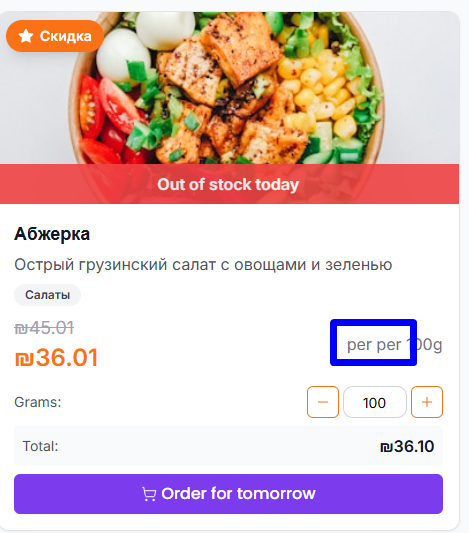 Скидка
Out of stock today
Абжерка
Острый грузинский салат с овощами и зеленью
Салаты
₪45.01
₪36.01
per per 100g
Grams:
− 100 +
Total:
₪36.10
Order for tomorrow